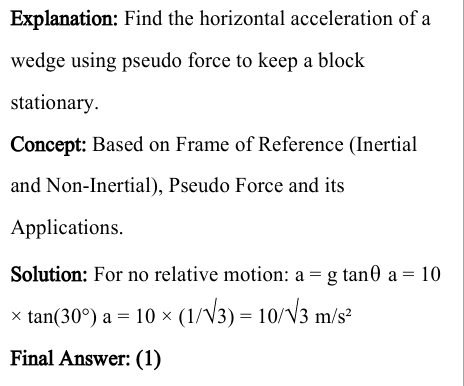 Explanation: Find the horizontal acceleration of a
wedge using pseudo force to keep a block
stationary.
Concept: Based on Frame of Reference (Inertial
and Non-Inertial), Pseudo Force and its
Applications.
Solution: For no relative motion: a = g tanθ a = 10
× tan(30°) a = 10 × (1/√3) = 10/√3 m/s²
Final Answer: (1)